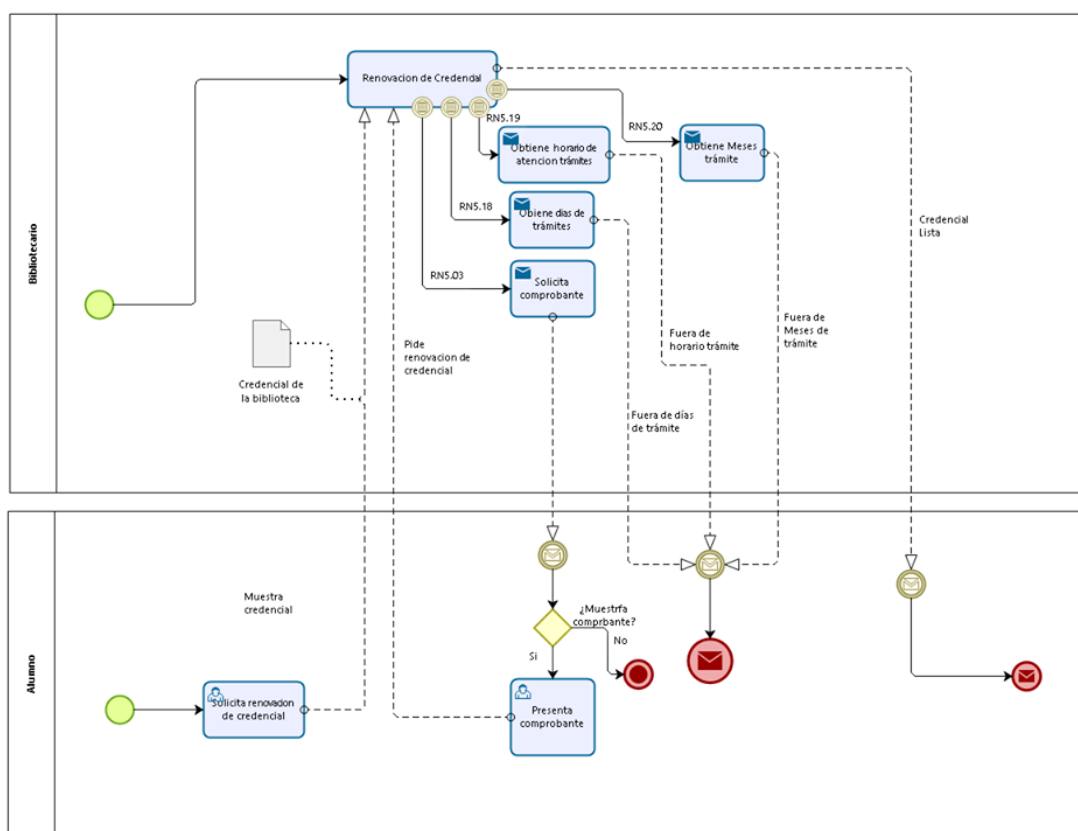 Bibliotecario
Renovacion de Credencial
RN5.19
RN5.20
Obtiene horario de
atencion trámites
Obtiene Meses
trámite
RN5.18
Obiene dias de
trámites
Credencial
Lista
RN5.03
Solicita
comprobante
Fuera de
Meses de
trámite
Pide
renovacion de
credencial
Fuera de
horario trámite
Credencial de
la biblioteca
Fuera de días
de trámite
Alumno
Muestra
credencial
¿Muestrfa
comprbante?
No
Si
Solicita renovacion
de credencial
Presenta
comprobante